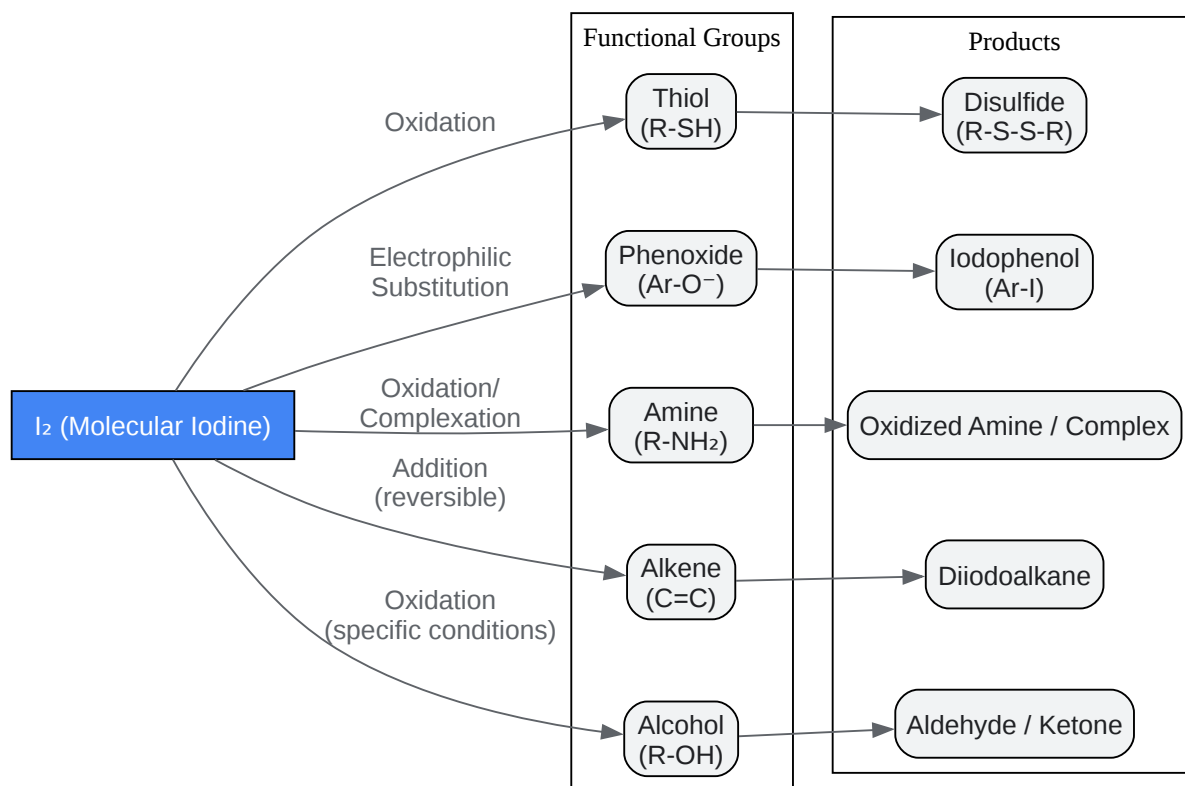 Functional Groups
Products
Oxidation
Thiol
(R-SH)
Disulfide
(R-S-S-R)
Electrophilic
Substitution
Phenoxide
(Ar-O⁻)
Iodophenol
(Ar-I)
I₂ (Molecular Iodine)
Oxidation/
Complexation
Amine
(R-NH₂)
Oxidized Amine / Complex
Addition
(reversible)
Alkene
(C=C)
Diiodoalkane
Oxidation
(specific conditions)
Alcohol
(R-OH)
Aldehyde / Ketone